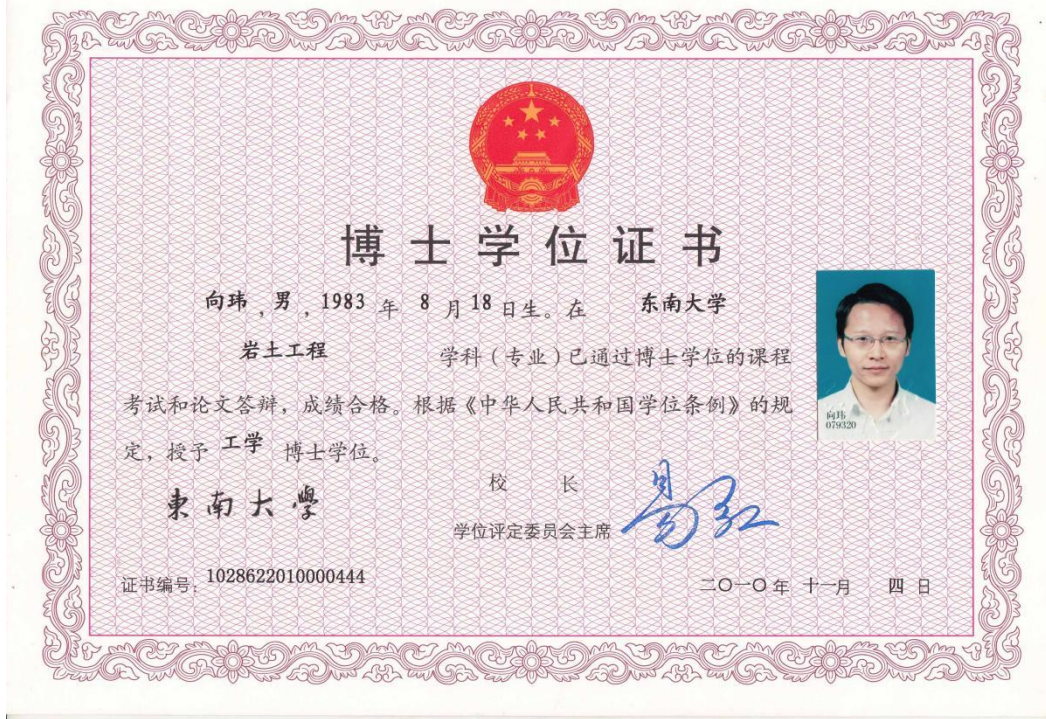 博士学位证书
向玮，男，1983 年 8 月 18 日生。在 东南大学
岩土工程 学科（专业）已通过博士学位的课程
考试和论文答辩，成绩合格。根据《中华人民共和国学位条例》的规
定，授予 工学 博士学位。
向玮
079320
東南大學
校 长
学位评定委员会主席
易红
证书编号：1028622010000444
二〇一〇年 十一月 四 日